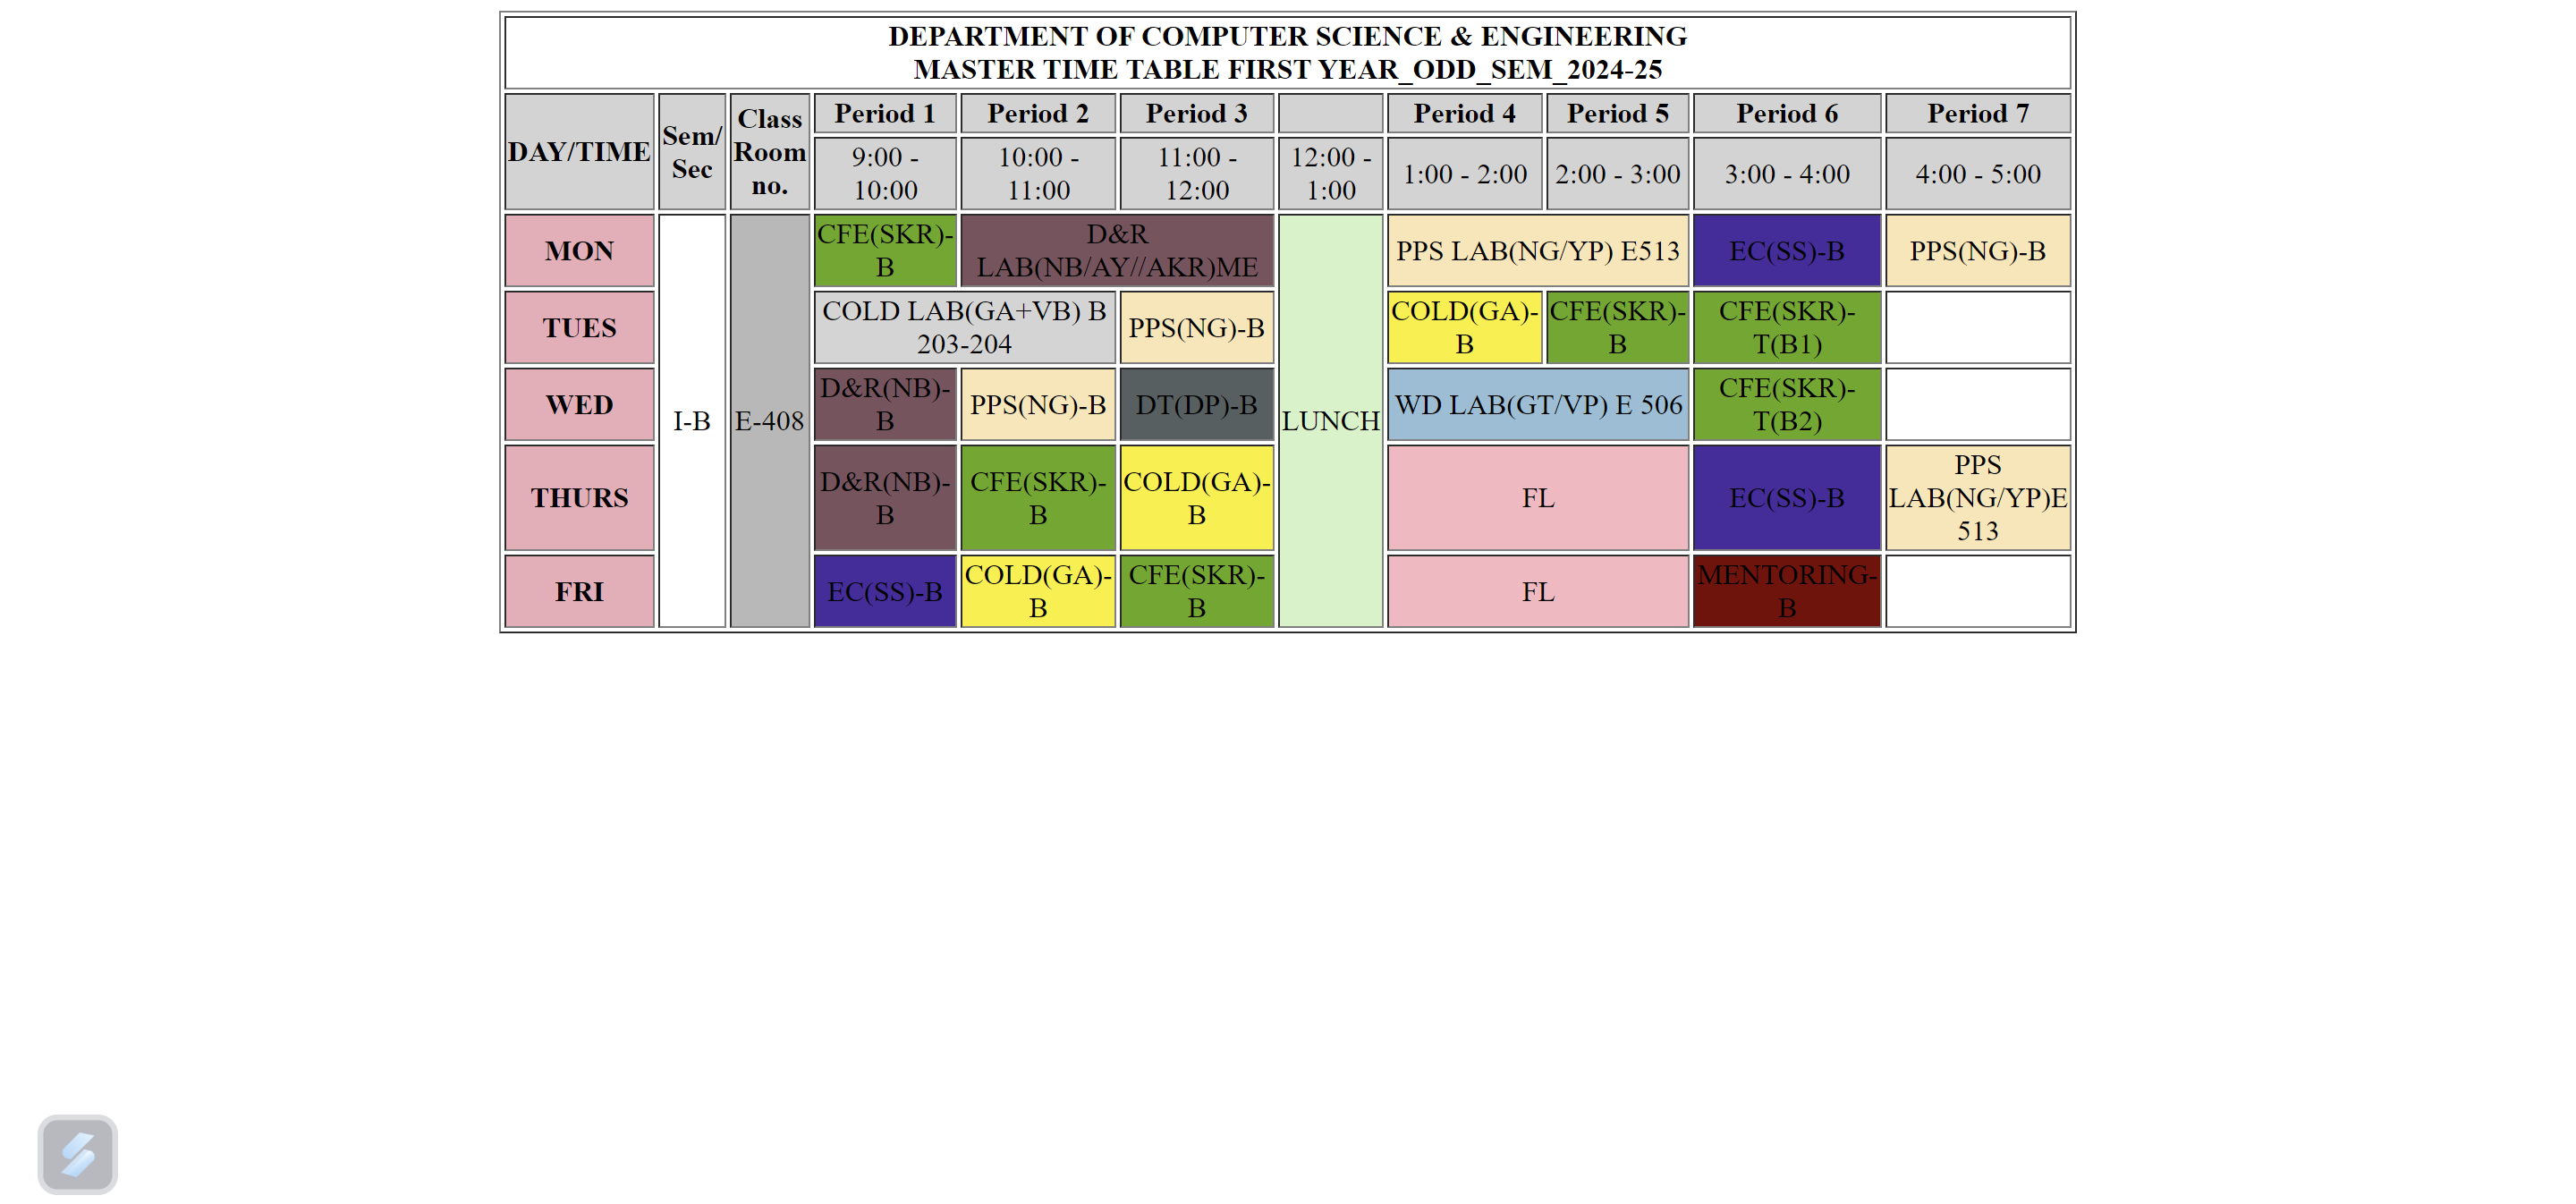 DEPARTMENT OF COMPUTER SCIENCE & ENGINEERING
MASTER TIME TABLE FIRST YEAR_ODD_SEM_2024-25
DAY/TIME
Sem/
Sec
Class
Room
no.
Period 1
Period 2
Period 3
Period 4
Period 5
Period 6
Period 7
9:00 -
10:00
10:00 -
11:00
11:00 -
12:00
12:00 -
1:00
1:00 - 2:00
2:00 - 3:00
3:00 - 4:00
4:00 - 5:00
MON
I-B
E-408
CFE(SKR)-
B
D&R
LAB(NB/AY//AKR)ME
LUNCH
PPS LAB(NG/YP) E513
EC(SS)-B
PPS(NG)-B
TUES
COLD LAB(GA+VB) B
203-204
PPS(NG)-B
COLD(GA)-
B
CFE(SKR)-
B
CFE(SKR)-
T(B1)
WED
D&R(NB)-
B
PPS(NG)-B
DT(DP)-B
WD LAB(GT/VP) E 506
CFE(SKR)-
T(B2)
THURS
D&R(NB)-
B
CFE(SKR)-
B
COLD(GA)-
B
FL
EC(SS)-B
PPS
LAB(NG/YP)E
513
FRI
EC(SS)-B
COLD(GA)-
B
CFE(SKR)-
B
FL
MENTORING-
B